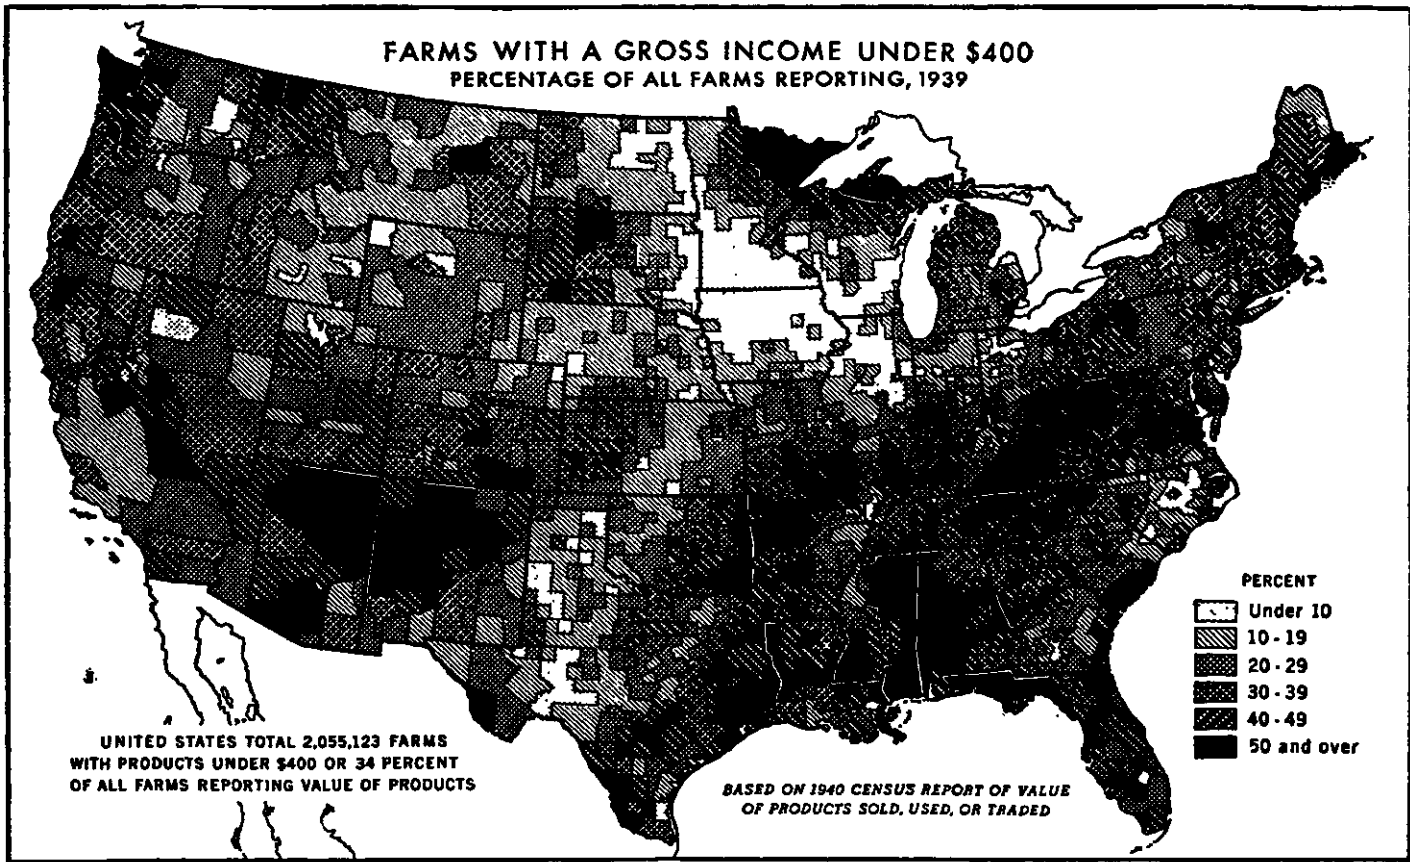 FARMS WITH A GROSS INCOME UNDER $400
PERCENTAGE OF ALL FARMS REPORTING, 1939
PERCENT
Under 10
10 - 19
20 - 29
30 - 39
40 - 49
50 and over
UNITED STATES TOTAL 2,055,123 FARMS
WITH PRODUCTS UNDER $400 OR 34 PERCENT
OF ALL FARMS REPORTING VALUE OF PRODUCTS
BASED ON 1940 CENSUS REPORT OF VALUE
OF PRODUCTS SOLD, USED, OR TRADED